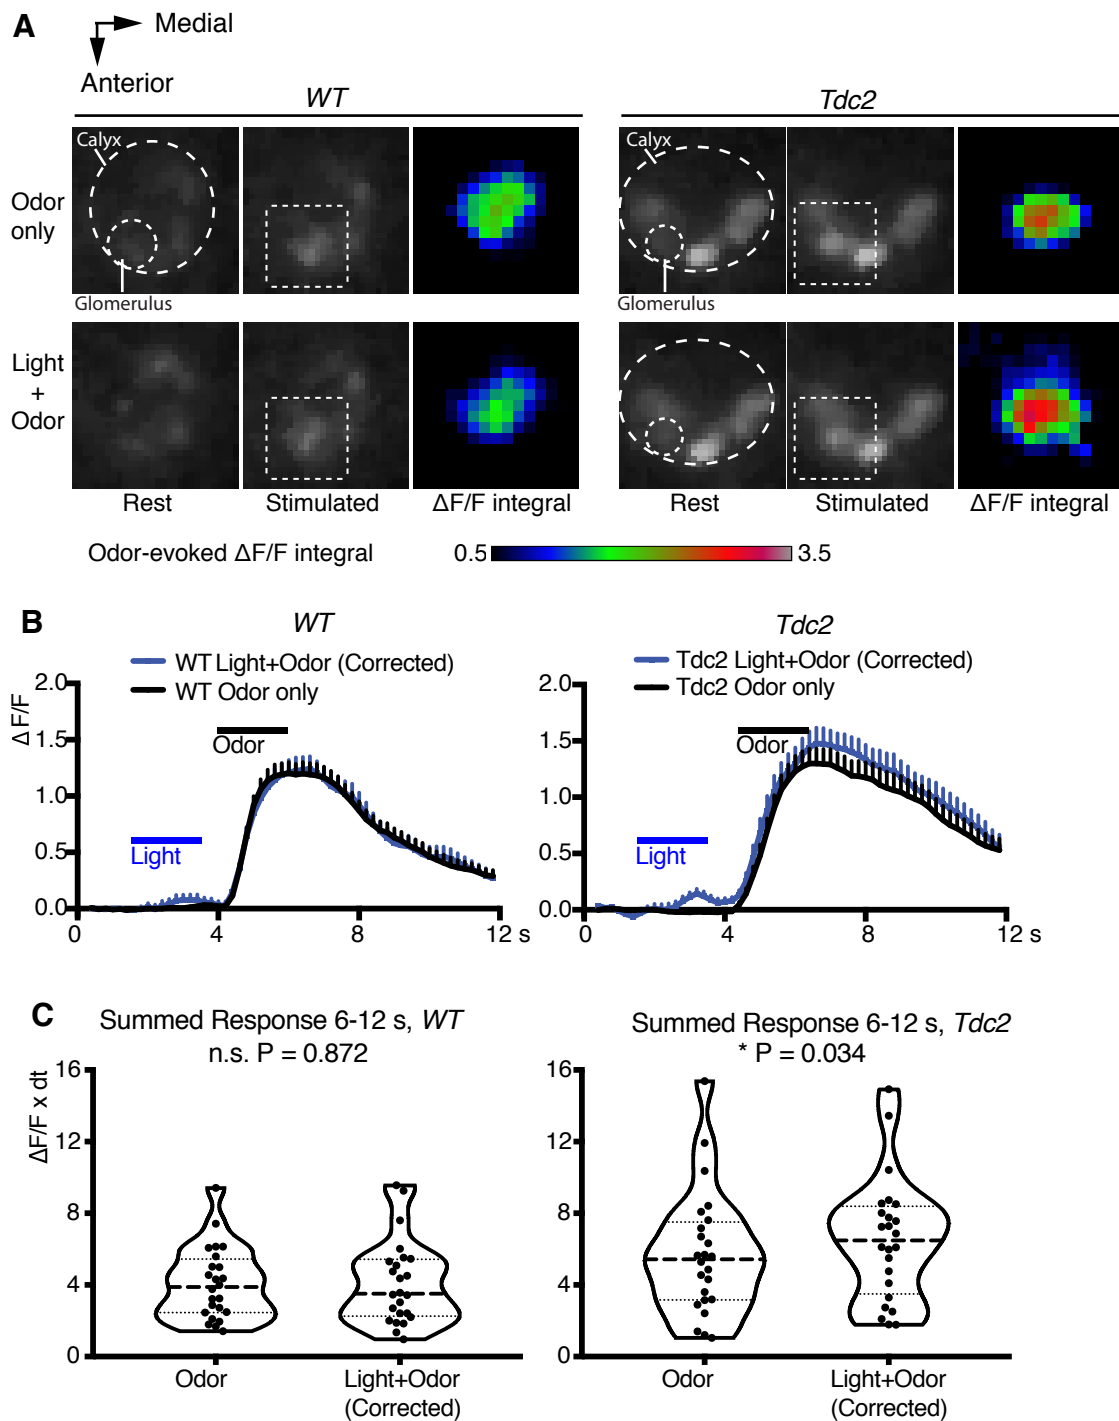 A
Medial
Anterior
WT
Tdc2
Calyx
Calyx
Odor
only
Glomerulus
Glomerulus
Light
+
Odor
Rest
Stimulated
ΔF/F integral
Rest
Stimulated
ΔF/F integral
Odor-evoked ΔF/F integral
0.5
3.5
B
WT
Tdc2
WT Light+Odor (Corrected)
WT Odor only
Tdc2 Light+Odor (Corrected)
Tdc2 Odor only
Δ F/F
2.0
1.5
1.0
0.5
0.0
Odor
Light
0
4
8
12 s
2.0
1.5
1.0
0.5
0.0
Odor
Light
0
4
8
12 s
C
Summed Response 6-12 s, WT
n.s. P = 0.872
Summed Response 6-12 s, Tdc2
* P = 0.034
ΔF/F x dt
16
12
8
4
0
Odor
Light+Odor
(Corrected)
16
12
8
4
0
Odor
Light+Odor
(Corrected)